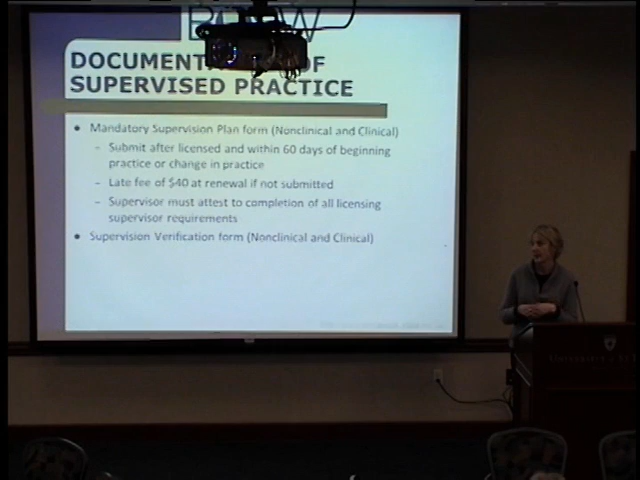 DOCUMENT OF
SUPERVISED PRACTICE
• Mandatory Supervision Plan form (Nonclinical and Clinical)
– Submit after licensed and within 60 days of beginning
practice or change in practice
– Late fee of $40 at renewal if not submitted
– Supervisor must attest to completion of all licensing
supervisor requirements
• Supervision Verification form (Nonclinical and Clinical)